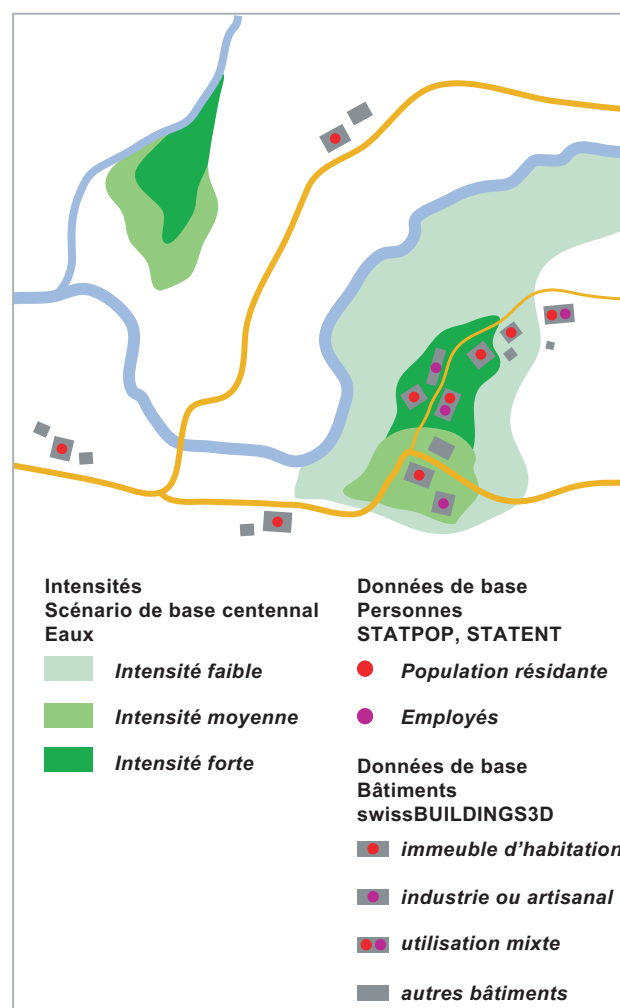 Intensités
Scénario de base centennal
Eaux
Intensité faible
Intensité moyenne
Intensité forte
Données de base
Personnes
STATPOP, STATENT
Population résidante
Employés
Données de base
Bâtiments
swissBUILDINGS3D
immeuble d'habitation
industrie ou artisanal
utilisation mixte
autres bâtiments